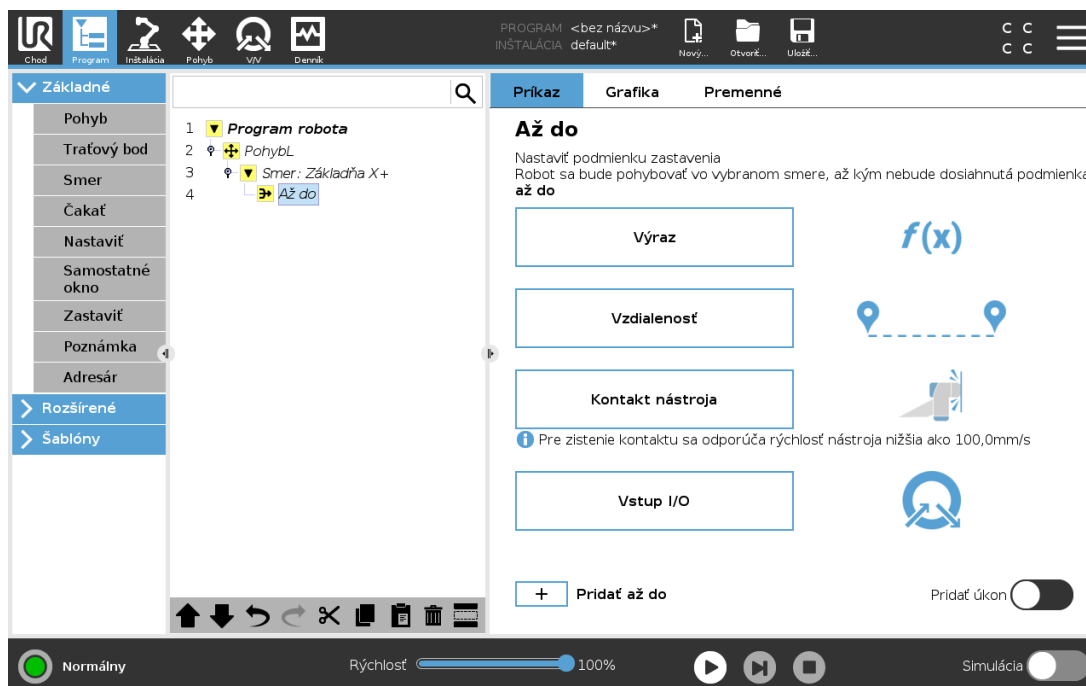 UR
Chod
Program
Inštalácia
Pohyb
V/V
Denník
PROGRAM <bez názvu>*
INŠTALÁCIA default*
Nový...
Otvoriť...
Uložiť...
C C
C C
Základné
Pohyb
Traťový bod
Smer
Čakať
Nastaviť
Samostatné
okno
Zastaviť
Poznámka
Adresár
Rozšírené
Šablóny
1 Program robota
2 PohybL
3 Smer: Základňa X+
4 Až do
Príkaz Grafika Premenné
Až do
Nastaviť podmienku zastavenia
Robot sa bude pohybovať vo vybranom smere, až kým nebude dosiahnutá podmienka
až do
Výraz
f(x)
Vzdialenosť
Kontakt nástroja
Pre zistenie kontaktu sa odporúča rýchlosť nástroja nižšia ako 100,0mm/s
Vstup I/O
+ Pridať až do
Pridať úkon
Normálny
Rýchlosť
100%
Simulácia